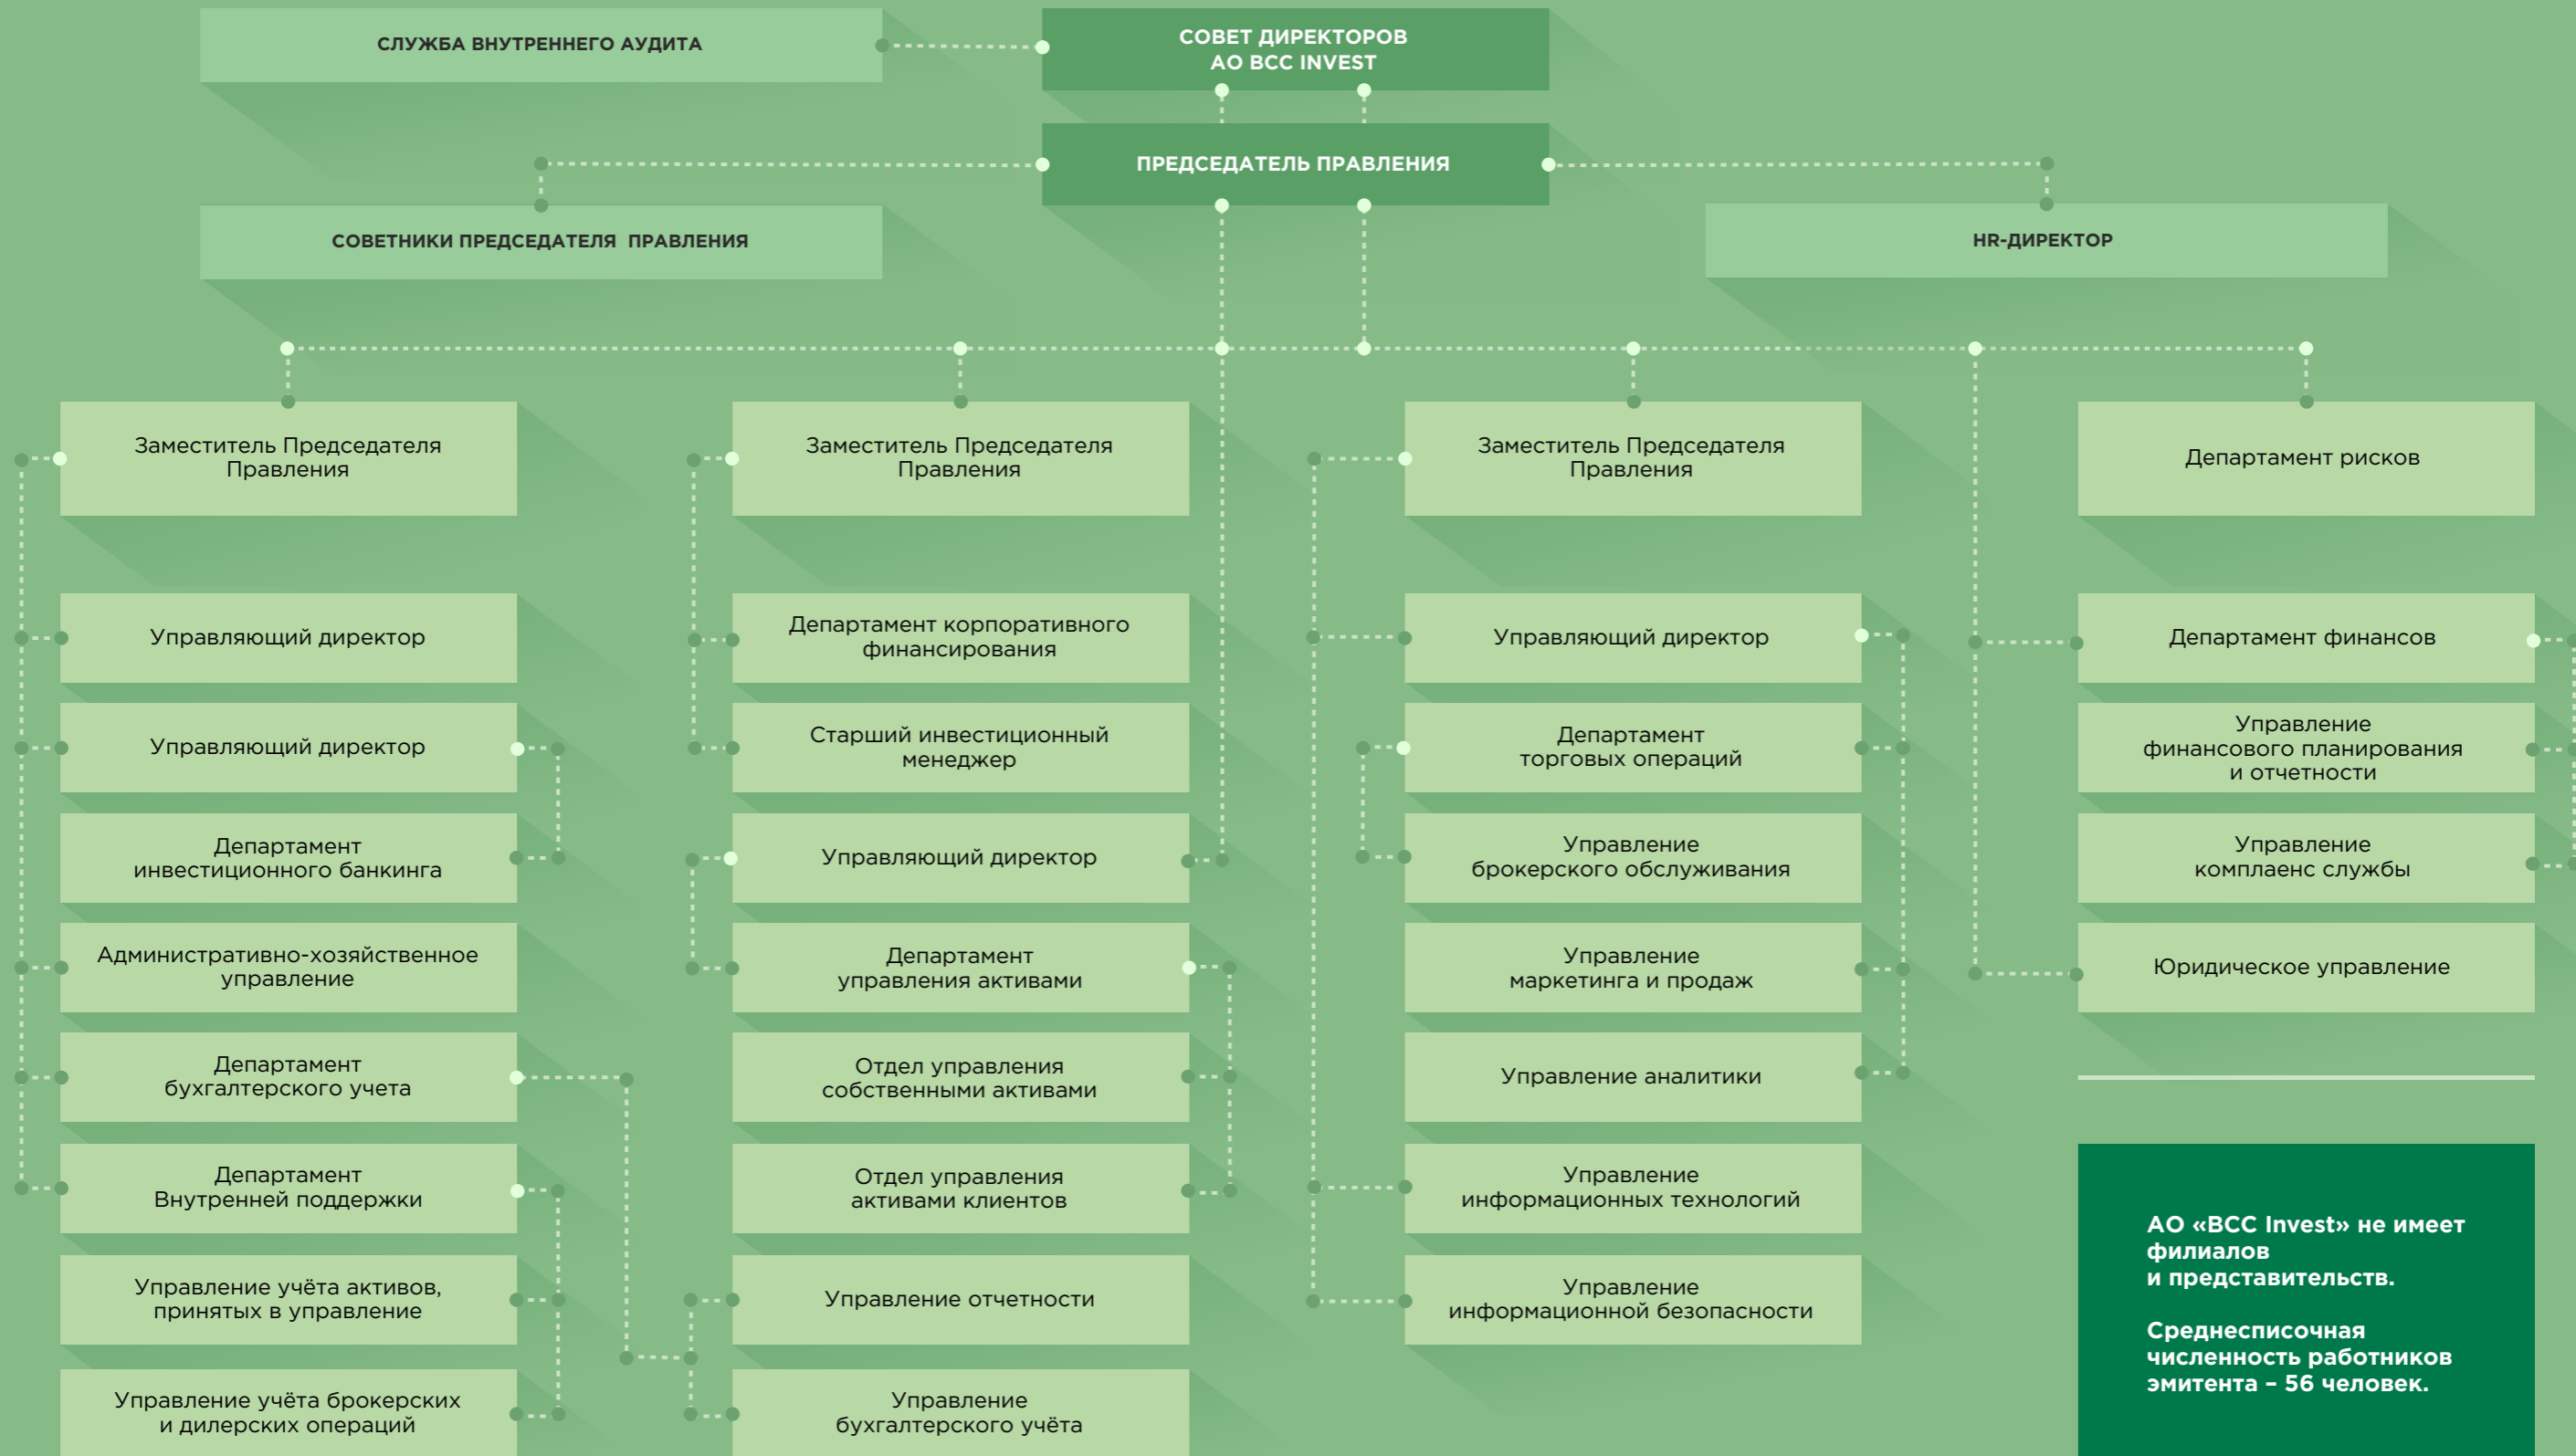 СЛУЖБА ВНУТРЕННЕГО АУДИТА
СОВЕТ ДИРЕКТОРОВ
АО BCC INVEST
ПРЕДСЕДАТЕЛЬ ПРАВЛЕНИЯ
СОВЕТНИКИ ПРЕДСЕДАТЕЛЯ ПРАВЛЕНИЯ
HR-ДИРЕКТОР
Заместитель Председателя
Правления
Управляющий директор
Управляющий директор
Департамент
инвестиционного банкинга
Административно-хозяйственное
управление
Департамент
бухгалтерского учета
Департамент
Внутренней поддержки
Управление учёта активов,
принятых в управление
Управление учёта брокерских
и дилерских операций
Заместитель Председателя
Правления
Департамент корпоративного
финансирования
Старший инвестиционный
менеджер
Управляющий директор
Департамент
управления активами
Отдел управления
собственными активами
Отдел управления
активами клиентов
Управление отчетности
Управление
бухгалтерского учёта
Заместитель Председателя
Правления
Управляющий директор
Департамент
торговых операций
Управление
брокерского обслуживания
Управление
маркетинга и продаж
Управление аналитики
Управление
информационных технологий
Управление
информационной безопасности
Департамент рисков
Департамент финансов
Управление
финансового планирования
и отчетности
Управление
комплаенс службы
Юридическое управление
АО «BCC Invest» не имеет
филиалов
и представительств.
Среднесписочная
численность работников
эмитента – 56 человек.